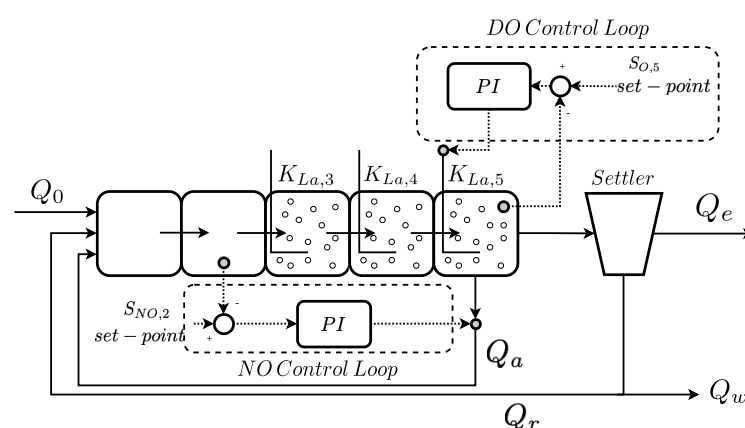 DO Control Loop
+
S_{O,5}
PI
set − point
-
K_{La,3}
K_{La,4}
K_{La,5}
Settler
Q_0
Q_e
S_{NO,2}
-
set − point
+
PI
Q_a
NO Control Loop
Q_w
Q_r